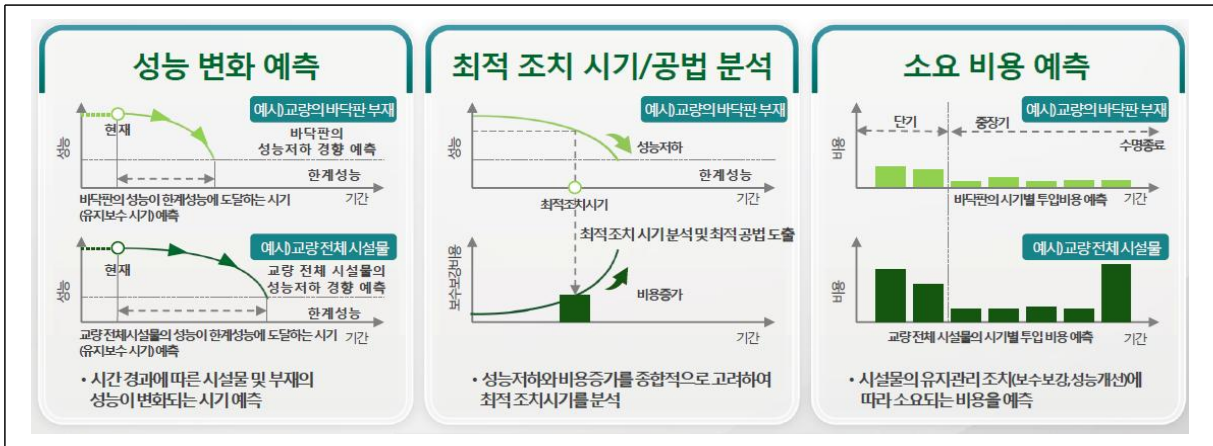 성능 변화 예측
예시)교량의 바닥판 부재
현재
바닥판의
성능저하 경향 예측
성능
한계성능
바닥판의 성능이 한계성능에 도달하는 시기
(유지보수 시기) 예측
기간
예시)교량 전체 시설물
현재
교량 전체 시설물의
성능저하 경향 예측
성능
한계성능
교량 전체시설물의 성능이 한계성능에 도달하는 시기
(유지보수 시기) 예측
기간
• 시간 경과에 따른 시설물 및 부재의
성능이 변화되는 시기 예측
최적 조치 시기/공법 분석
예시)교량의 바닥판 부재
성능
성능저하
한계성능
최적조치시기
기간
최적조치 시기 분석 및 최적 공법 도출
보수보강비용
비용증가
기간
• 성능저하와 비용증가를 종합적으로 고려하여
최적 조치시기를 분석
소요 비용 예측
예시)교량의 바닥판 부재
단기
중장기
수명종료
비용
바닥판의 시기별 투입비용 예측
기간
예시)교량 전체 시설물
비용
교량 전체 시설물의 시기별 투입 비용 예측
기간
• 시설물의 유지관리 조치(보수보강,성능개선)에
따라 소요되는 비용을 예측